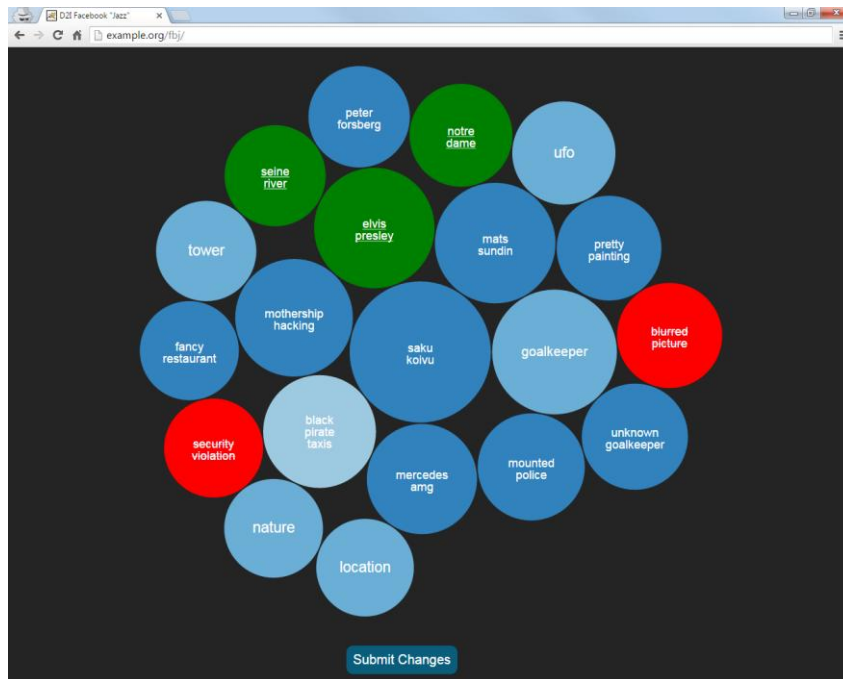 D2I Facebook "Jazz"
example.org/fbj/
peter
forsberg
notre
dame
ufo
seine
river
elvis
presley
mats
sundin
pretty
painting
tower
mothership
hacking
saku
koivu
goalkeeper
blurred
picture
fancy
restaurant
black
pirate
taxis
security
violation
mercedes
amg
mounted
police
unknown
goalkeeper
nature
location
Submit Changes